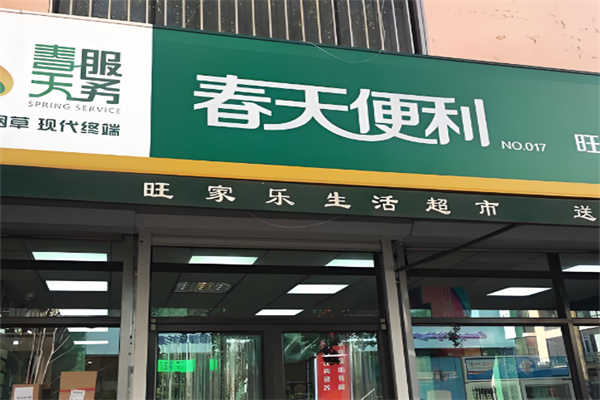 春天服务
SPRING SERVICE
烟草 现代终端
春天便利
NO.017
旺
旺家乐生活超市 送